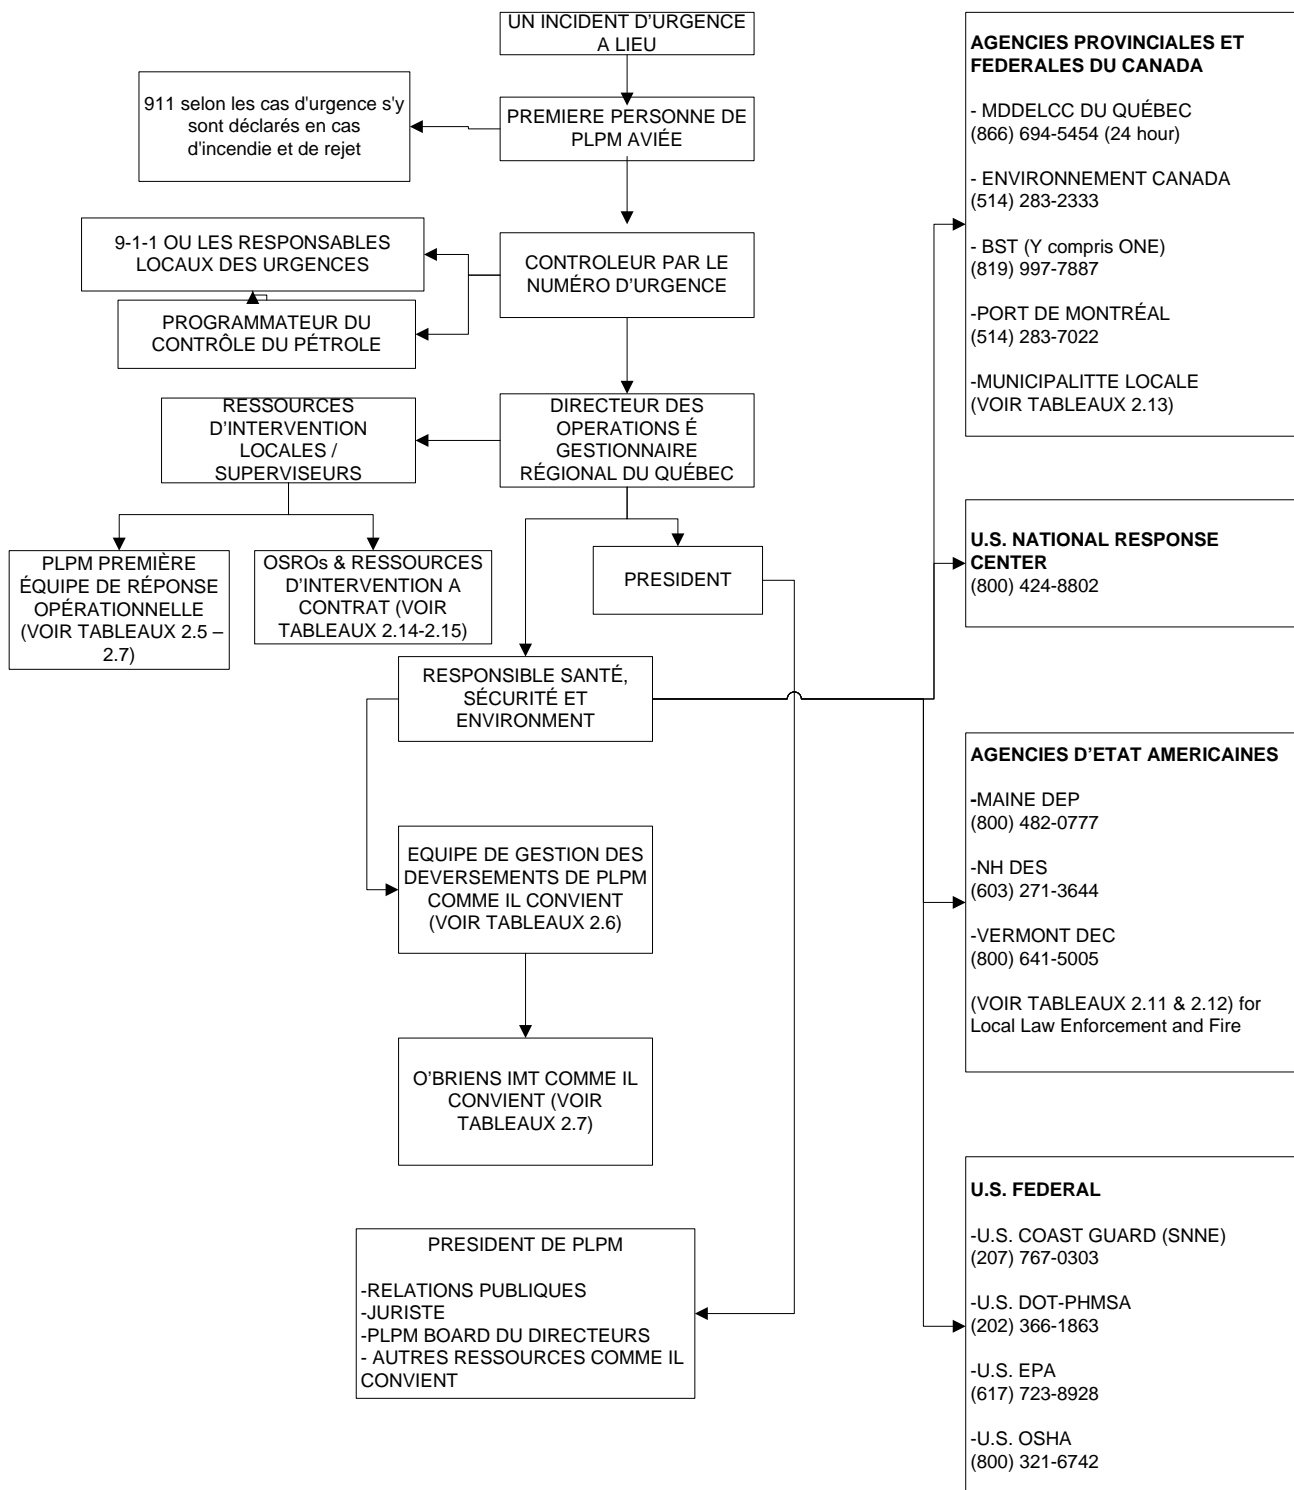 UN INCIDENT D'URGENCE
A LIEU
911 selon les cas d'urgence s'y
sont déclarés en cas
d'incendie et de rejet
PREMIERE PERSONNE DE
PLPM AVIÉE
9-1-1 OU LES RESPONSABLES
LOCAUX DES URGENCES
CONTROLEUR PAR LE
NUMÉRO D'URGENCE
PROGRAMMATEUR DU
CONTRÔLE DU PÉTROLE
RESSOURCES
D'INTERVENTION
LOCALES /
SUPERVISEURS
DIRECTEUR DES
OPERATIONS É
GESTIONNAIRE
RÉGIONAL DU QUÉBEC
PLPM PREMIÈRE
ÉQUIPE DE RÉPONSE
OPÉRATIONNELLE
(VOIR TABLEAUX 2.5 –
2.7)
OSROs & RESSOURCES
D'INTERVENTION A
CONTRAT (VOIR
TABLEAUX 2.14-2.15)
PRESIDENT
RESPONSIBLE SANTÉ,
SÉCURITÉ ET
ENVIRONMENT
EQUIPE DE GESTION DES
DEVERSEMENTS DE PLPM
COMME IL CONVIENT
(VOIR TABLEAUX 2.6)
O'BRIENS IMT COMME IL
CONVIENT (VOIR
TABLEAUX 2.7)
PRESIDENT DE PLPM
-RELATIONS PUBLIQUES
-JURISTE
-PLPM BOARD DU DIRECTEURS
- AUTRES RESSOURCES COMME IL
CONVIENT
AGENCIES PROVINCIALES ET
FEDERALES DU CANADA
- MDDELCC DU QUÉBEC
(866) 694-5454 (24 hour)
- ENVIRONNEMENT CANADA
(514) 283-2333
- BST (Y compris ONE)
(819) 997-7887
-PORT DE MONTRÉAL
(514) 283-7022
-MUNICIPALITTE LOCALE
(VOIR TABLEAUX 2.13)
U.S. NATIONAL RESPONSE
CENTER
(800) 424-8802
AGENCIES D'ETAT AMERICAINES
-MAINE DEP
(800) 482-0777
-NH DES
(603) 271-3644
-VERMONT DEC
(800) 641-5005
(VOIR TABLEAUX 2.11 & 2.12) for
Local Law Enforcement and Fire
U.S. FEDERAL
-U.S. COAST GUARD (SNNE)
(207) 767-0303
-U.S. DOT-PHMSA
(202) 366-1863
-U.S. EPA
(617) 723-8928
-U.S. OSHA
(800) 321-6742